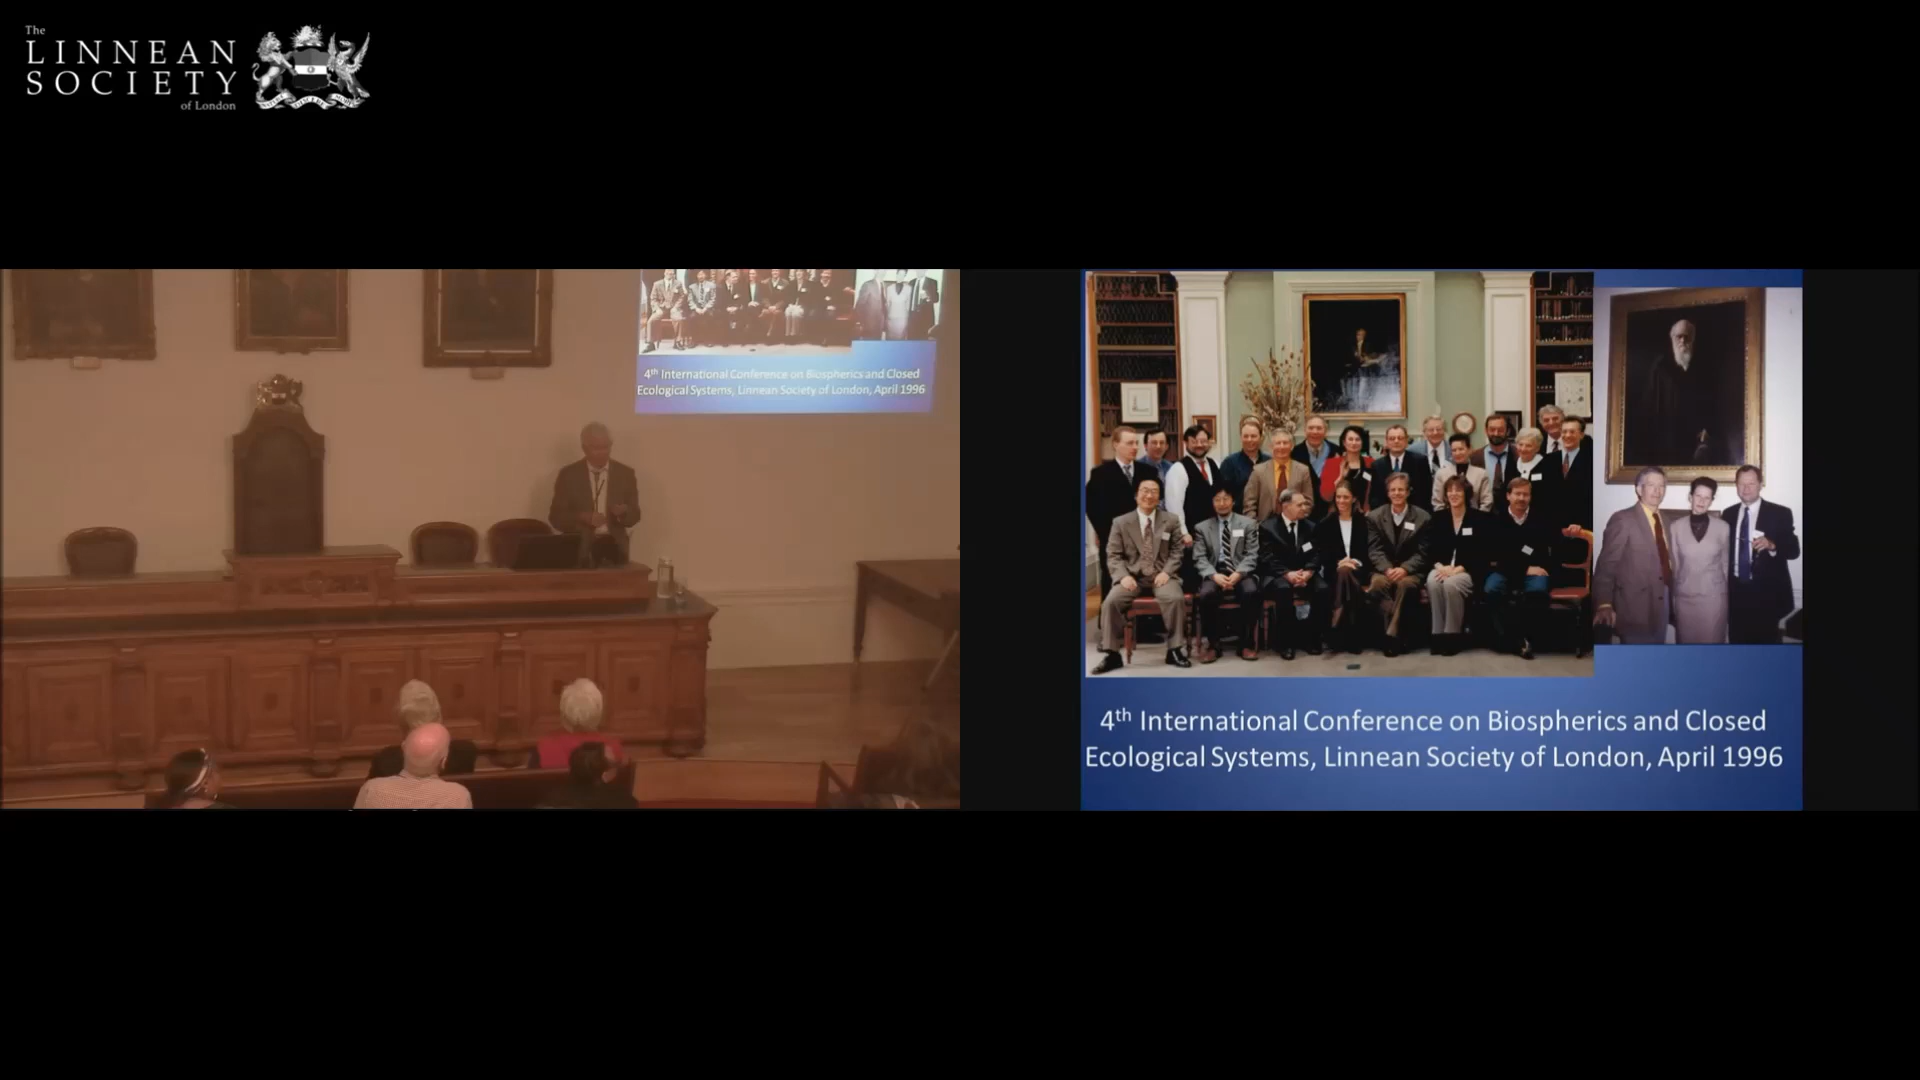 The
LINNEAN
SOCIETY
of London
4th International Conference on Biospherics and Closed
Ecological Systems, Linnean Society of London, April 1996
4th International Conference on Biospherics and Closed
Ecological Systems, Linnean Society of London, April 1996